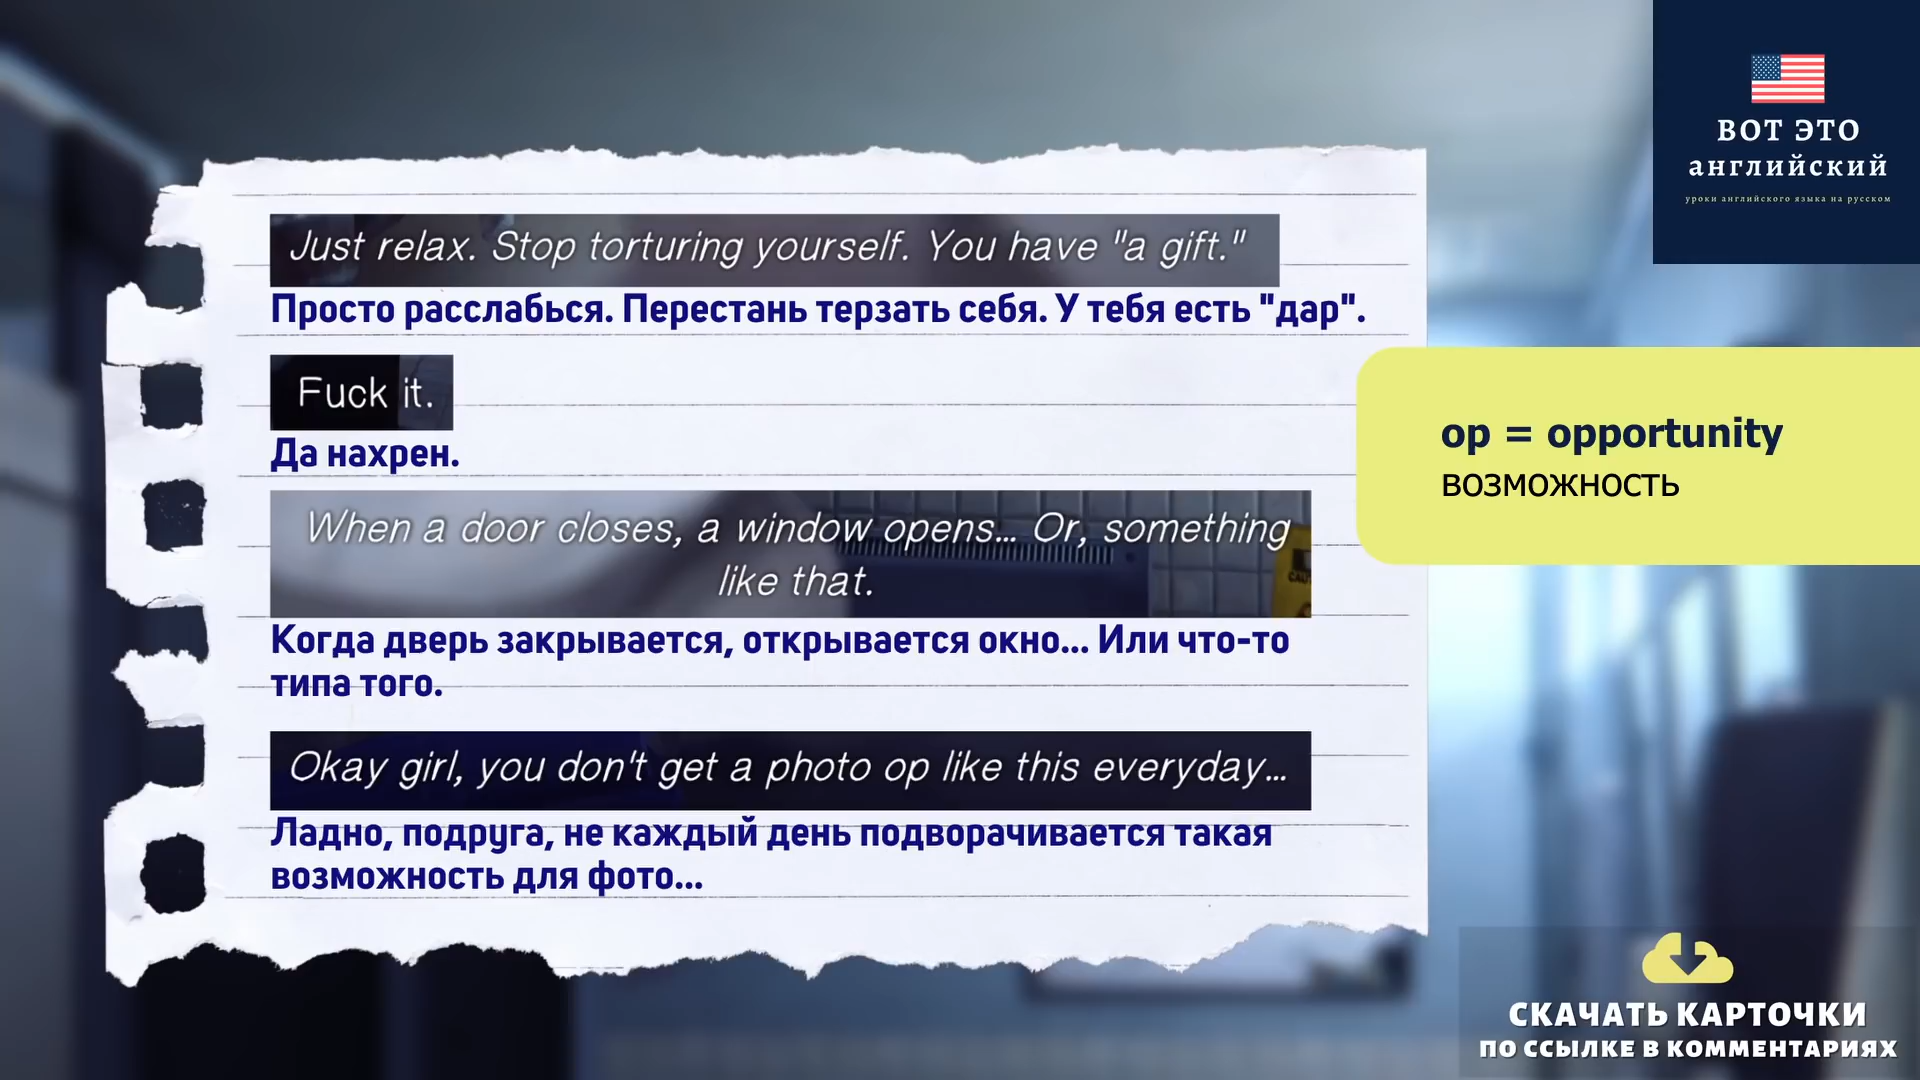 ВОТ ЭТО
английский
уроки английского языка на русском
Just relax. Stop torturing yourself. You have "a gift."
Просто расслабься. Перестань терзать себя. У тебя есть "дар".
Fuck it.
Да нахрен.
When a door closes, a window opens... Or, something
like that.
Когда дверь закрывается, открывается окно... Или что-то
типа того.
Okay girl, you don't get a photo op like this everyday...
Ладно, подруга, не каждый день подворачивается такая
возможность для фото...
op = opportunity
возможность
СКАЧАТЬ КАРТОЧКИ
ПО ССЫЛКЕ В КОММЕНТАРИЯХ